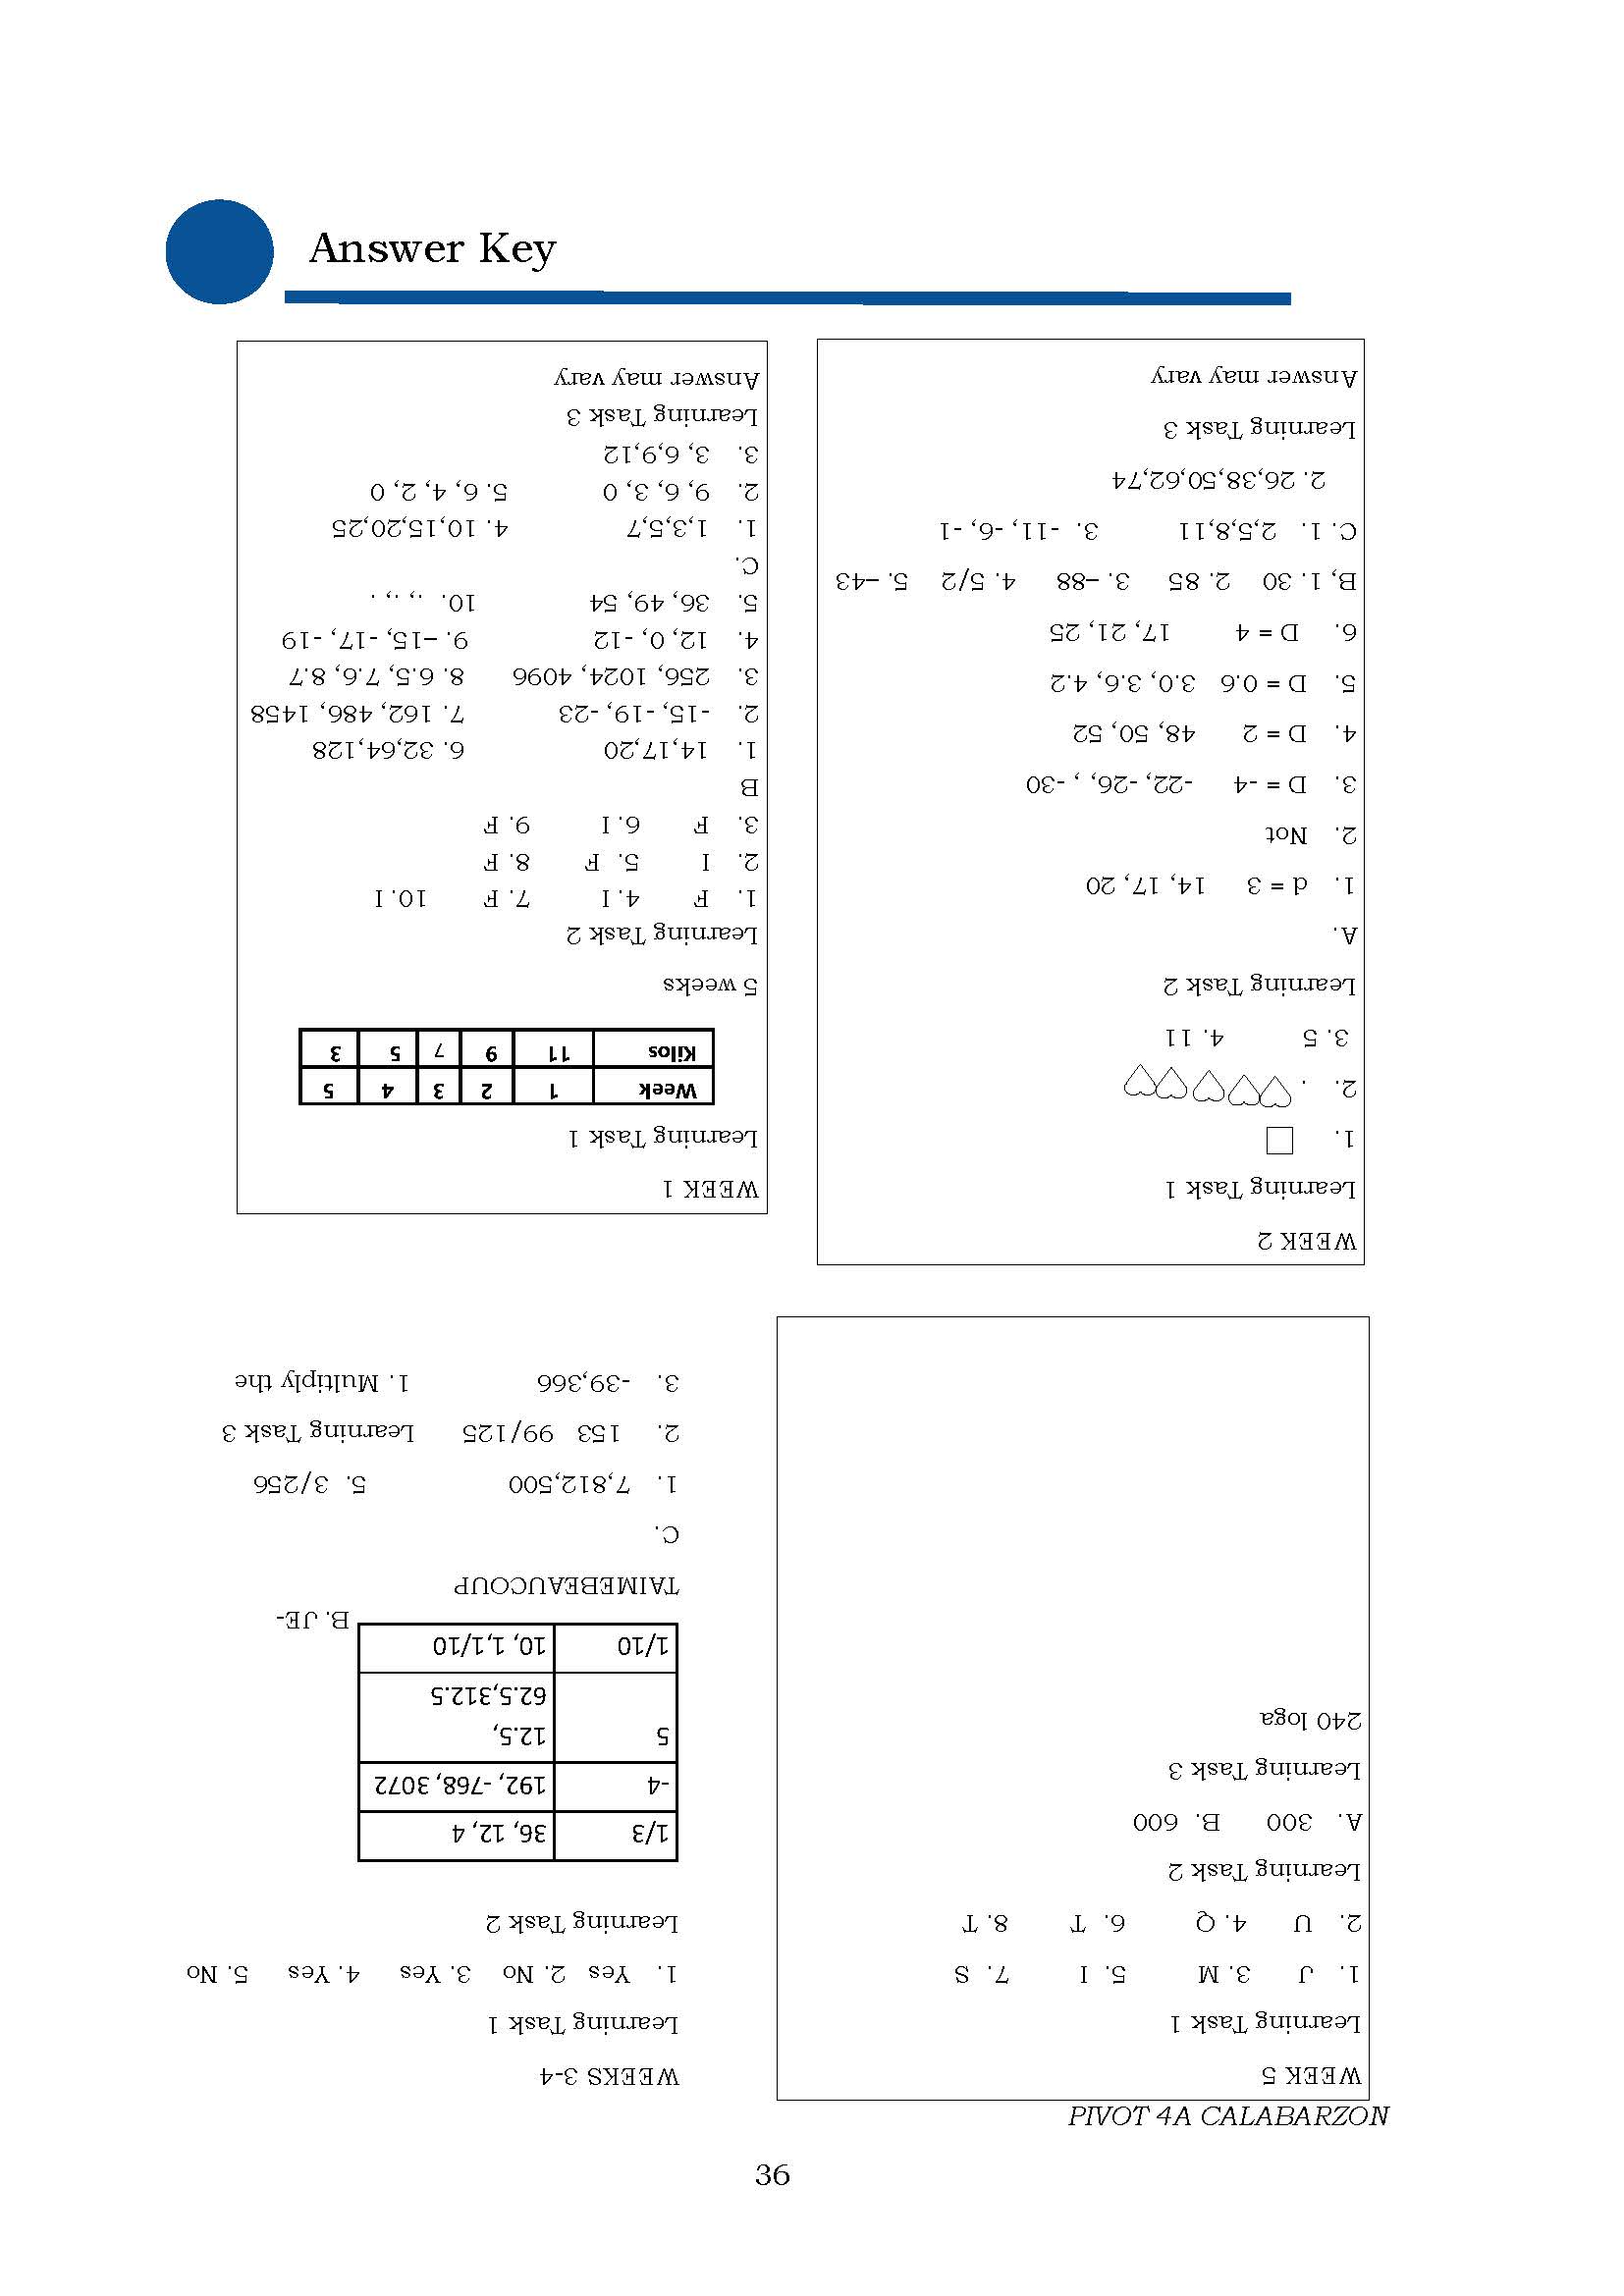 Answer Key
WEEK 1
Learning Task 1
Week 1 2 3 4 5
Kilos 11 9 7 5 3
5 weeks
Learning Task 2
1. F 4. I 7. F 10. I
2. I 5. F 8. F
3. F 6. I 9. F
B
1. 14,17,20 6. 32,64,128
2. -15, -19, -23 7. 162, 486, 1458
3. 256, 1024, 4096 8. 6.5, 7.6, 8.7
4. 12, 0, -12 9. –15, -17, -19
5. 36, 49, 54 10. ., ., .
C.
1. 1,3,5,7 4. 10,15,20,25
2. 9, 6, 3, 0 5. 6, 4, 2, 0
3. 3, 6,9,12
Learning Task 3
Answer may vary
WEEK 2
Learning Task 1
1.
2. .
3. 5 4. 11
Learning Task 2
A.
1. d = 3 14, 17, 20
2. Not
3. D = -4 -22, -26, , -30
4. D = 2 48, 50, 52
5. D = 0.6 3.0, 3.6, 4.2
6. D = 4 17, 21, 25
B, 1. 30 2. 85 3. –88 4. 5/2 5. –43
C. 1. 2,5,8,11 3. -11, -6, -1
2. 26,38,50,62,74
Learning Task 3
Answer may vary
WEEKS 3-4
Learning Task 1
1. Yes 2. No 3. Yes 4. Yes 5. No
Learning Task 2
1/3 36, 12, 4
-4 192, -768, 3072
5 12.5,
62.5,312.5
1/10 10, 1,1/10
B. JE-
TAIMEBEAUCOUP
C.
1. 7,812,500 5. 3/256
2. 153 99/125 Learning Task 3
3. -39,366 1. Multiply the
WEEK 5
Learning Task 1
1. J 3. M 5. I 7. S
2. U 4. Q 6. T 8. T
Learning Task 2
A. 300 B. 600
Learning Task 3
240 loga
PIVOT 4A CALABARZON
36